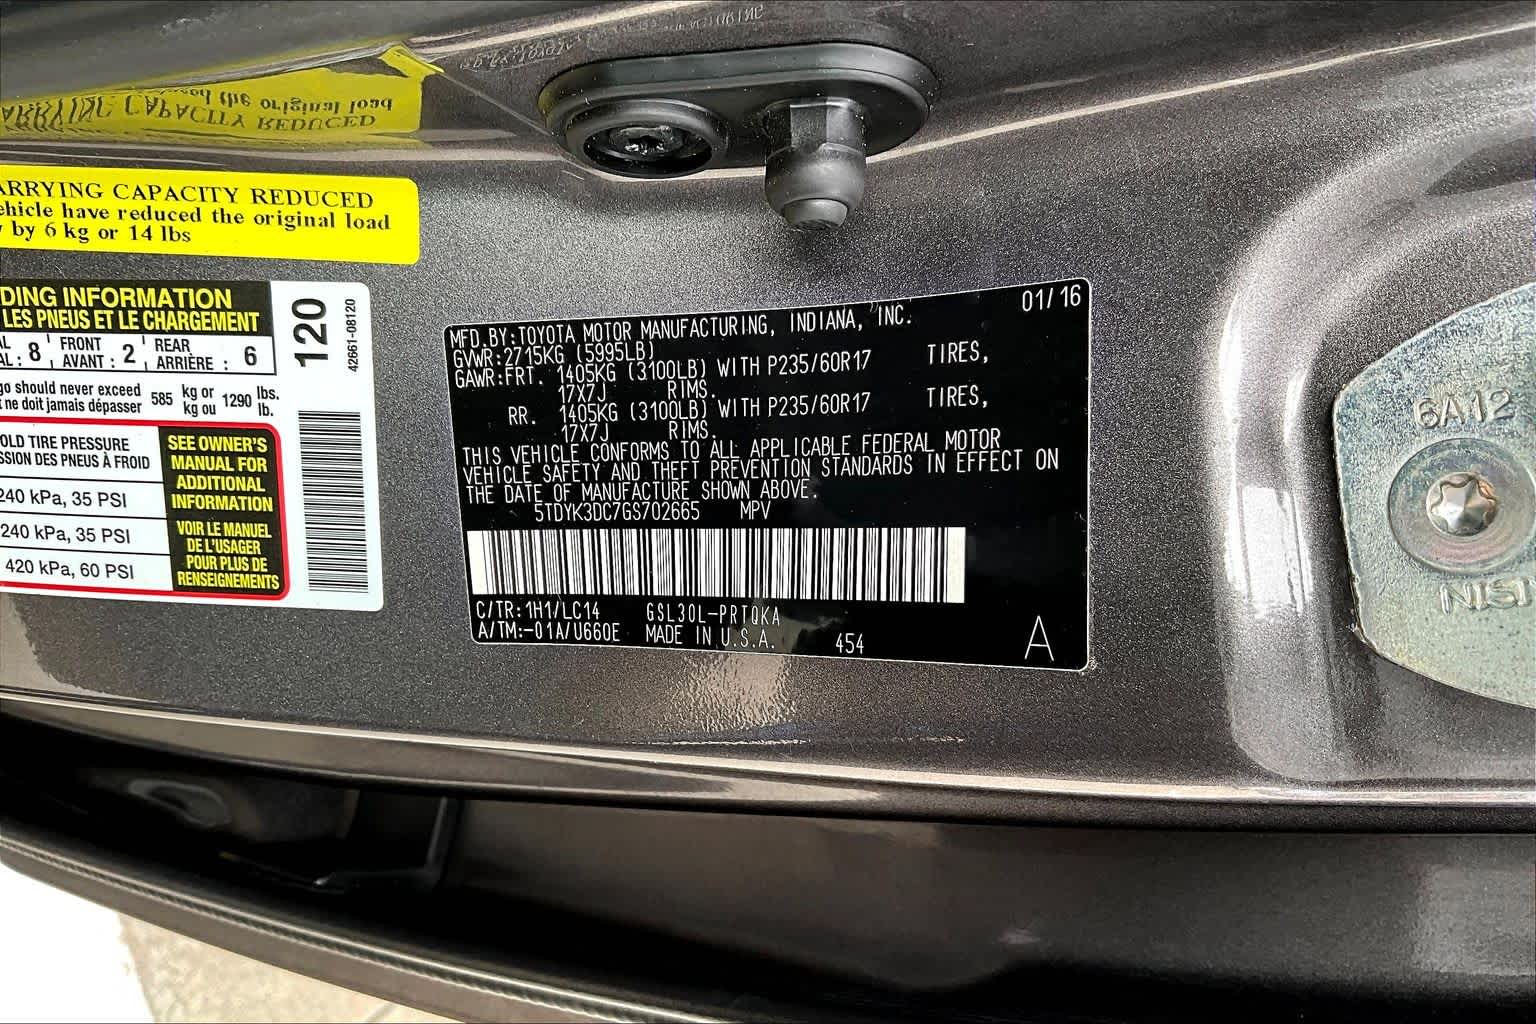 ARRYING CAPACITY REDUCED
ehicle have reduced the original load
by 6 kg or 14 lbs
DING INFORMATION
LES PNEUS ET LE CHARGEMENT
AL : 8 FRONT AVANT : 2 REAR ARRIÈRE : 6
go should never exceed 585 kg or 1290 lbs.
t ne doit jamais dépasser kg ou lb.
OLD TIRE PRESSURE
SSION DES PNEUS À FROID
240 kPa, 35 PSI
240 kPa, 35 PSI
420 kPa, 60 PSI
SEE OWNER'S
MANUAL FOR
ADDITIONAL
INFORMATION
VOIR LE MANUEL
DE L'USAGER
POUR PLUS DE
RENSEIGNEMENTS
120
42661-08120
MFD.BY:TOYOTA MOTOR MANUFACTURING, INDIANA, INC. 01/16
GVWR:2715KG (5995LB)
GAWR:FRT. 1405KG (3100LB) WITH P235/60R17 TIRES,
17X7J RIMS.
RR. 1405KG (3100LB) WITH P235/60R17 TIRES,
17X7J RIMS.
THIS VEHICLE CONFORMS TO ALL APPLICABLE FEDERAL MOTOR
VEHICLE SAFETY AND THEFT PREVENTION STANDARDS IN EFFECT ON
THE DATE OF MANUFACTURE SHOWN ABOVE.
5TDYK3DC7GS702665 MPV
C/TR:1H1/LC14 GSL30L-PRTQKA
A/TM:-01A/U660E MADE IN U.S.A. 454 A
6A12
NISI